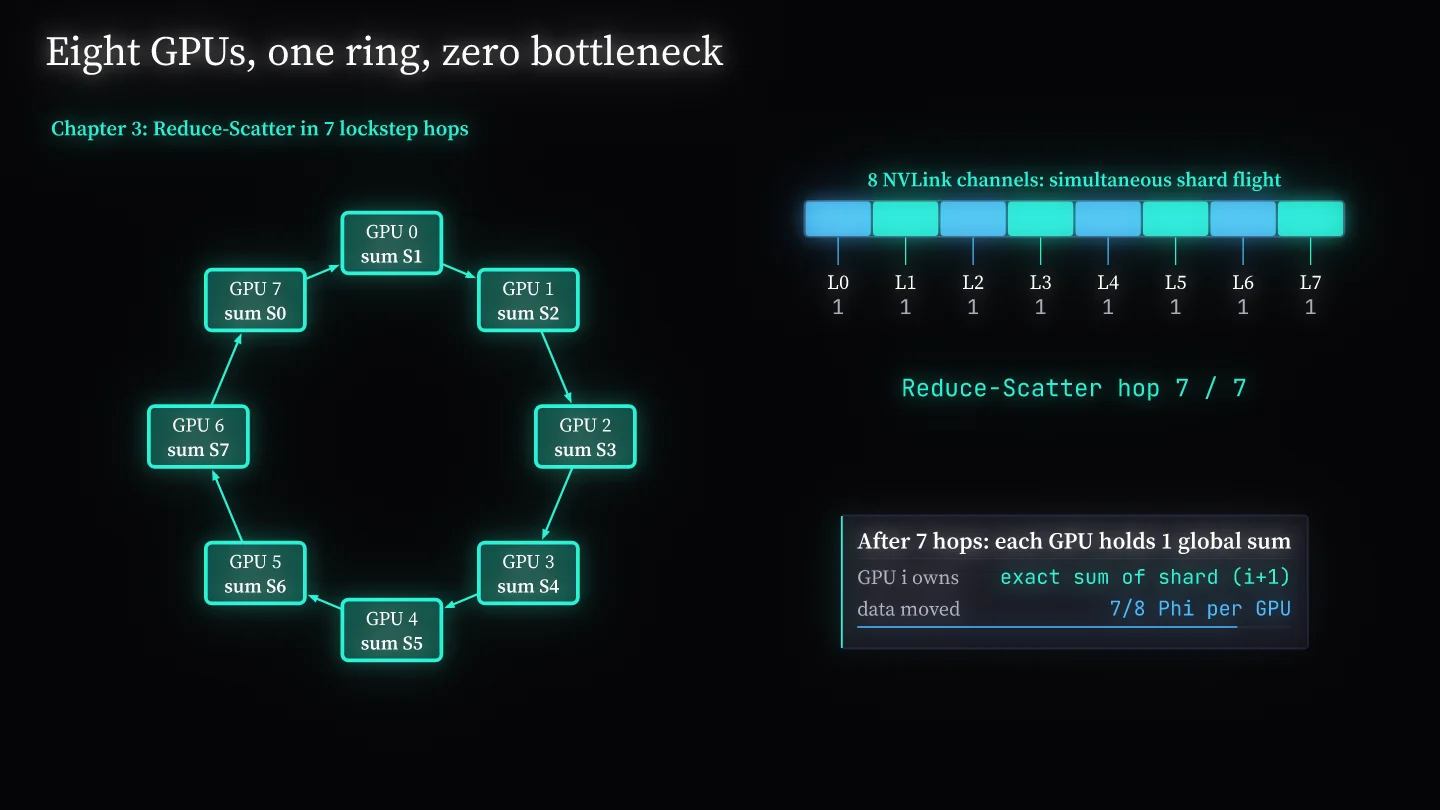 Eight GPUs, one ring, zero bottleneck
Chapter 3: Reduce-Scatter in 7 lockstep hops
GPU 0
sum S1
GPU 1
sum S2
GPU 2
sum S3
GPU 3
sum S4
GPU 4
sum S5
GPU 5
sum S6
GPU 6
sum S7
GPU 7
sum S0
8 NVLink channels: simultaneous shard flight
L0 L1 L2 L3 L4 L5 L6 L7
1 1 1 1 1 1 1 1
Reduce-Scatter hop 7 / 7
After 7 hops: each GPU holds 1 global sum
GPU i owns exact sum of shard (i+1)
data moved 7/8 Phi per GPU